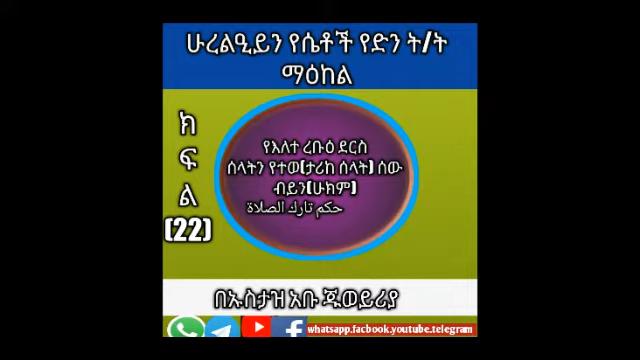 ሁረልዒይን የሴቶች የድን ት/ት
ማዕከል
ክ
ፍ
ል
(22)
የእለተ ረቡዕ ደርስ
ሰላትን የተወ(ታሪከ ሰላት) ሰው
ብይን(ሁክም)
حكم تارك الصلاة
በኡስታዝ አቡ ጁወይሪያ
whatsapp.facbook.youtube.telegram